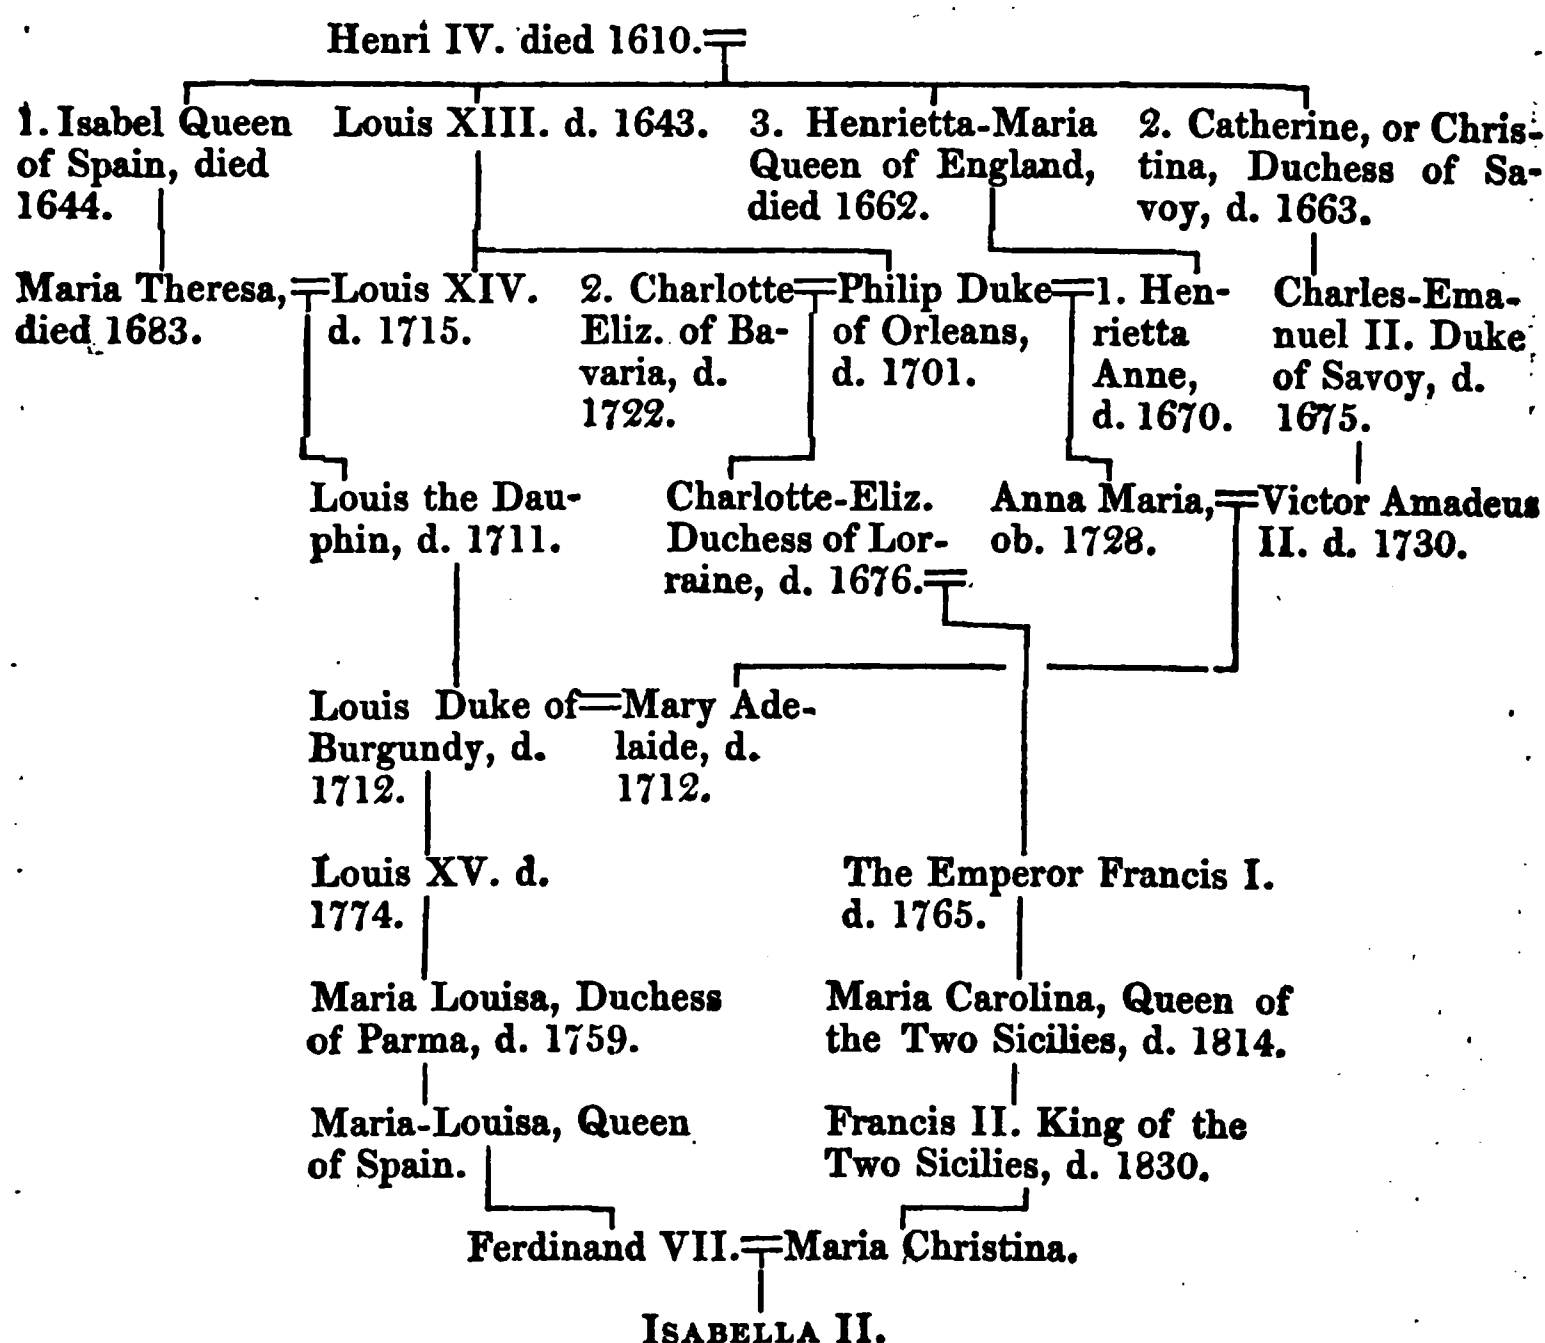 Henri IV. died 1610.
1. Isabel Queen
of Spain, died
1644.
Louis XIII. d. 1643.
3. Henrietta-Maria
Queen of England,
died 1662.
2. Catherine, or Chris-
tina, Duchess of Sa-
voy, d. 1663.
Maria Theresa,
died 1683.
Louis XIV.
d. 1715.
2. Charlotte
Eliz. of Ba-
varia, d.
1722.
Philip Duke
of Orleans,
d. 1701.
1. Hen-
rietta
Anne,
d. 1670.
Charles-Ema-
nuel II. Duke
of Savoy, d.
1675.
Louis the Dau-
phin, d. 1711.
Charlotte-Eliz.
Duchess of Lor-
raine, d. 1676.
Anna Maria,
ob. 1728.
Victor Amadeus
II. d. 1730.
Louis Duke of
Burgundy, d.
1712.
Mary Ade-
laide, d.
1712.
Louis XV. d.
1774.
The Emperor Francis I.
d. 1765.
Maria Louisa, Duchess
of Parma, d. 1759.
Maria Carolina, Queen of
the Two Sicilies, d. 1814.
Maria-Louisa, Queen
of Spain.
Francis II. King of the
Two Sicilies, d. 1830.
Ferdinand VII.
Maria Christina.
ISABELLA II.